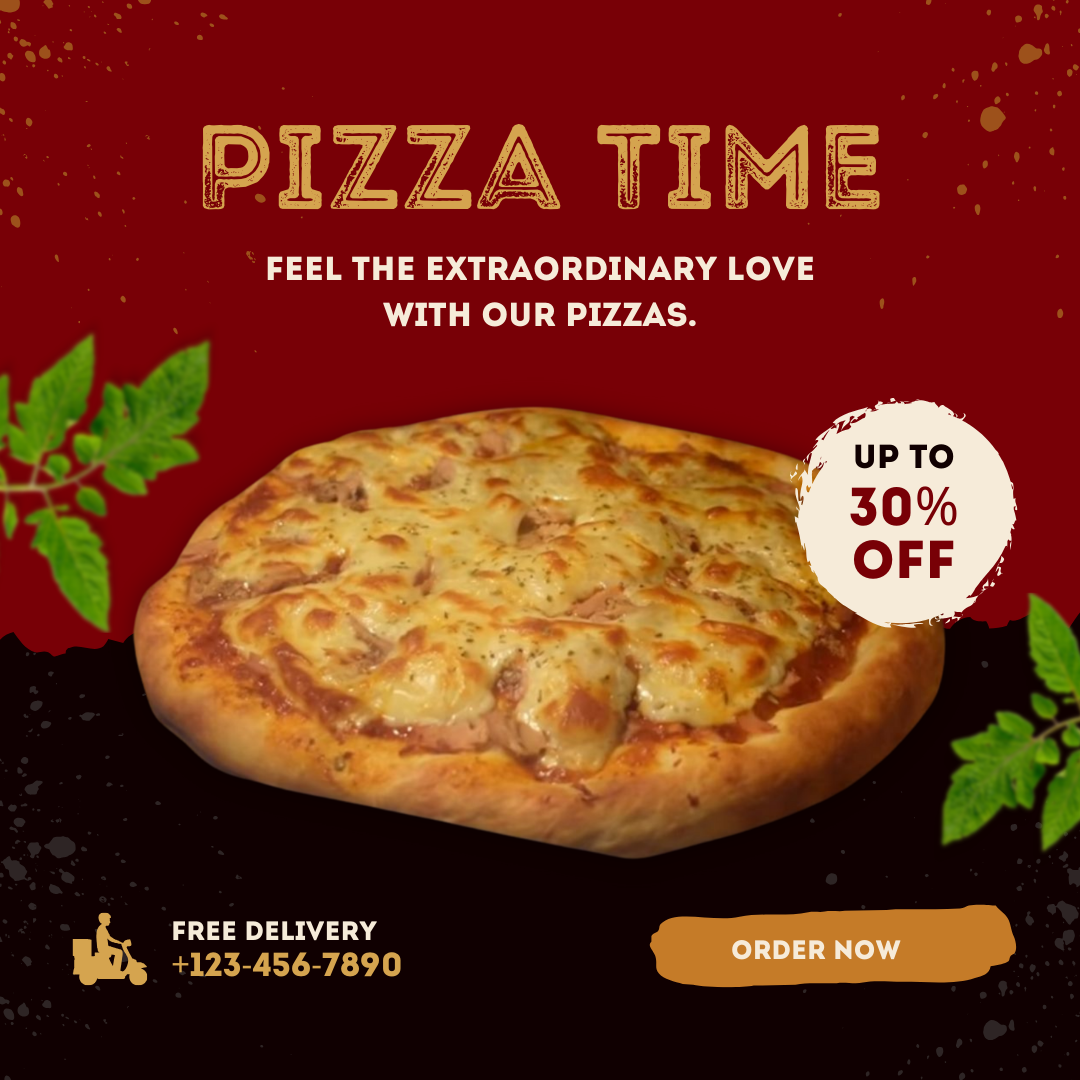 PIZZA TIME
FEEL THE EXTRAORDINARY LOVE
WITH OUR PIZZAS.
UP TO
30%
OFF
FREE DELIVERY
+123-456-7890
ORDER NOW